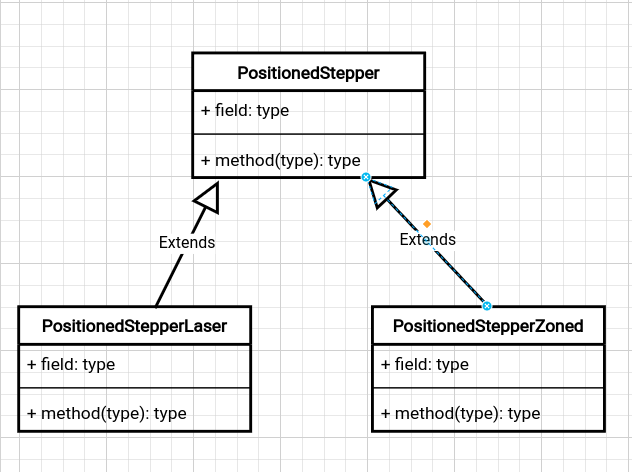 PositionedStepper
+ field: type
+ method(type): type
Extends
Extends
PositionedStepperLaser
+ field: type
+ method(type): type
PositionedStepperZoned
+ field: type
+ method(type): type